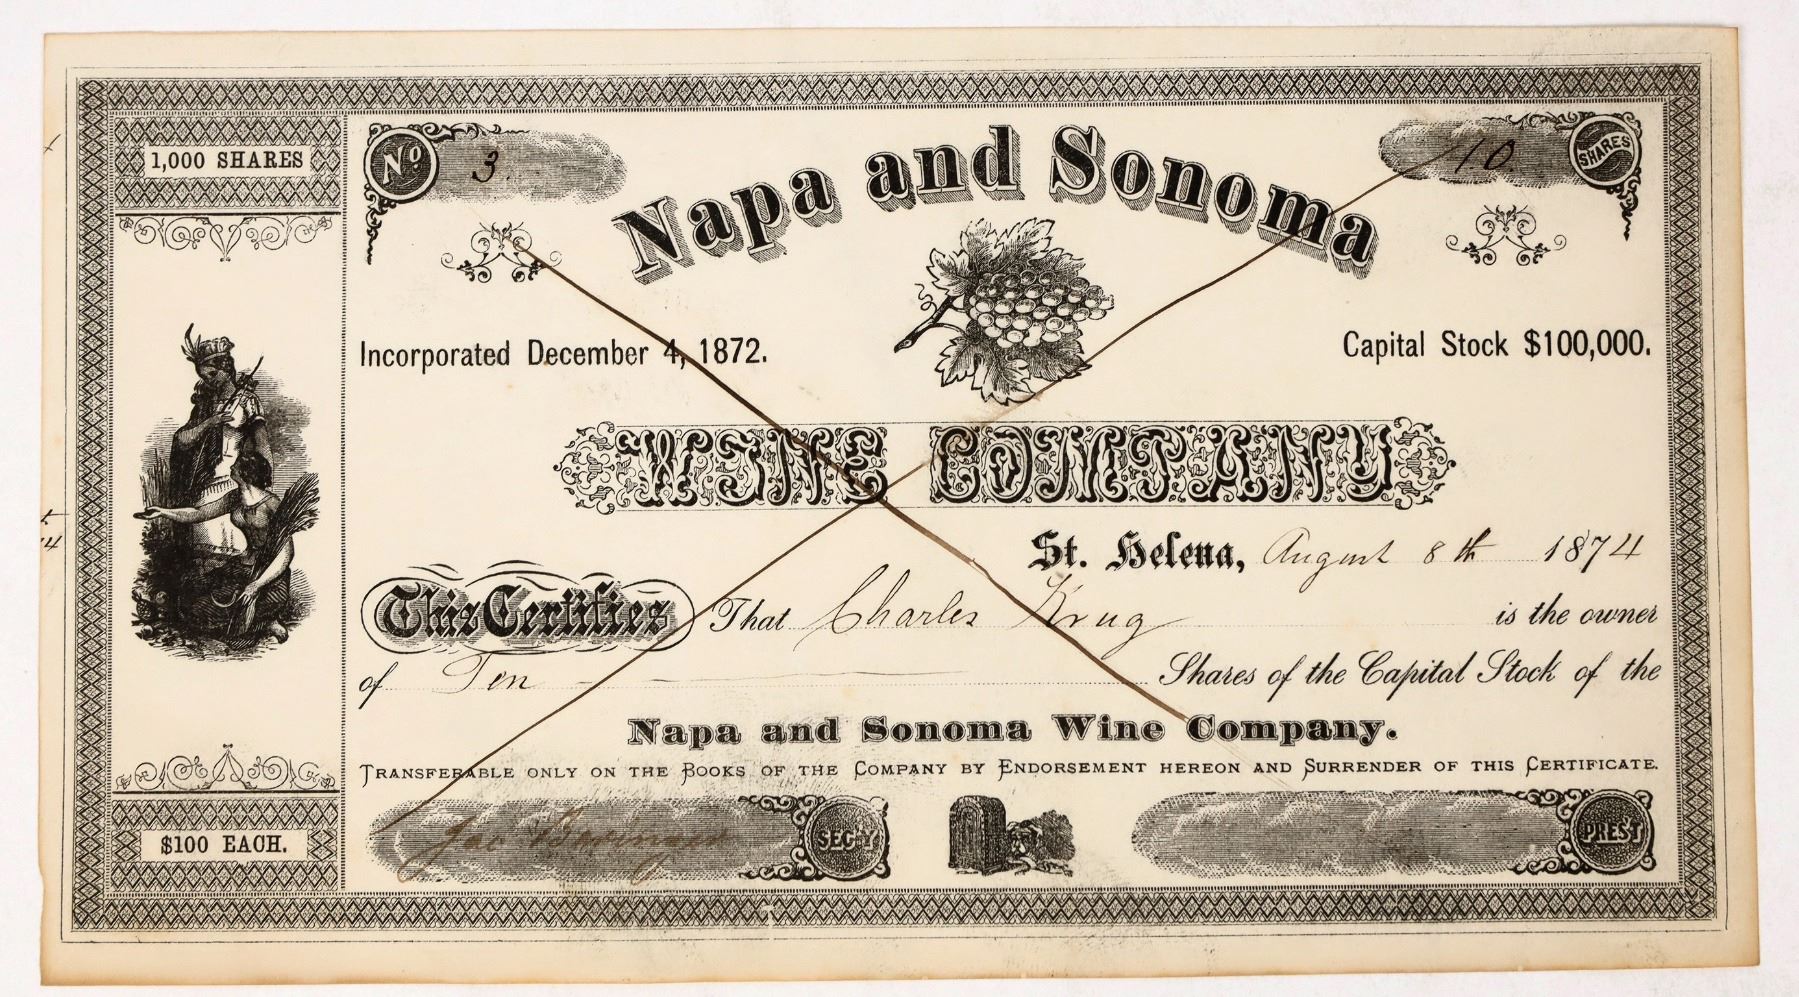 1,000 SHARES
No 3.
10 SHARES
Napa and Sonoma
Incorporated December 4, 1872.
Capital Stock $100,000.
WINE COMPANY
St. Helena, August 8th 1874
This Certifies That Charles Krug is the owner
of Ten Shares of the Capital Stock of the
Napa and Sonoma Wine Company.
TRANSFERABLE ONLY ON THE BOOKS OF THE COMPANY BY ENDORSEMENT HEREON AND SURRENDER OF THIS CERTIFICATE.
$100 EACH.
Jac Beringer SEC'Y
PRES'T